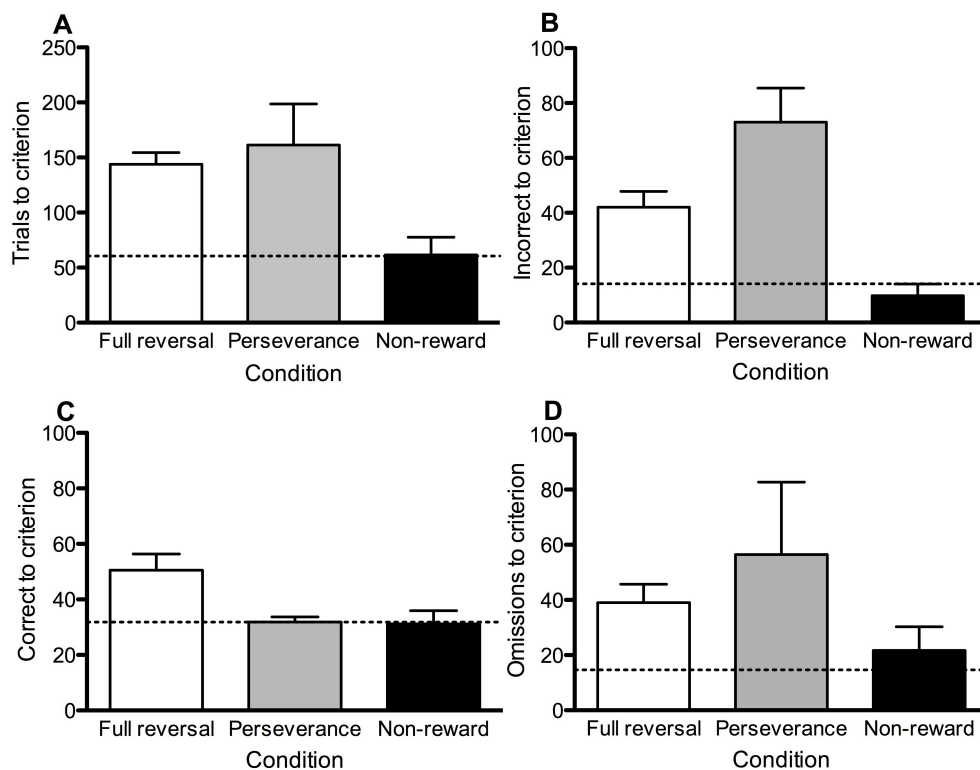 A
Trials to criterion
250
200
150
100
50
0
Full reversal Perseverance Non-reward
Condition
B
Incorrect to criterion
100
80
60
40
20
0
Full reversal Perseverance Non-reward
Condition
C
Correct to criterion
100
80
60
40
20
0
Full reversal Perseverance Non-reward
Condition
D
Omissions to criterion
100
80
60
40
20
0
Full reversal Perseverance Non-reward
Condition